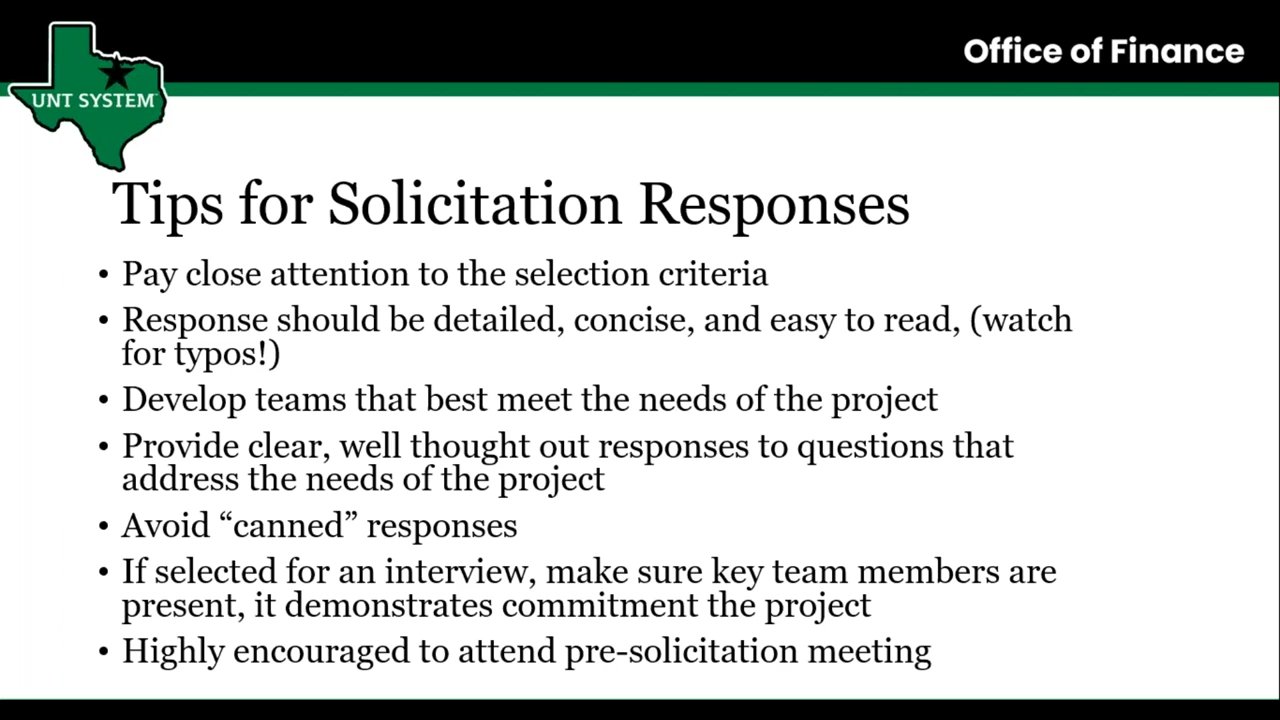 Office of Finance
UNT SYSTEM
Tips for Solicitation Responses
• Pay close attention to the selection criteria
• Response should be detailed, concise, and easy to read, (watch
for typos!)
• Develop teams that best meet the needs of the project
• Provide clear, well thought out responses to questions that
address the needs of the project
• Avoid “canned” responses
• If selected for an interview, make sure key team members are
present, it demonstrates commitment the project
• Highly encouraged to attend pre-solicitation meeting